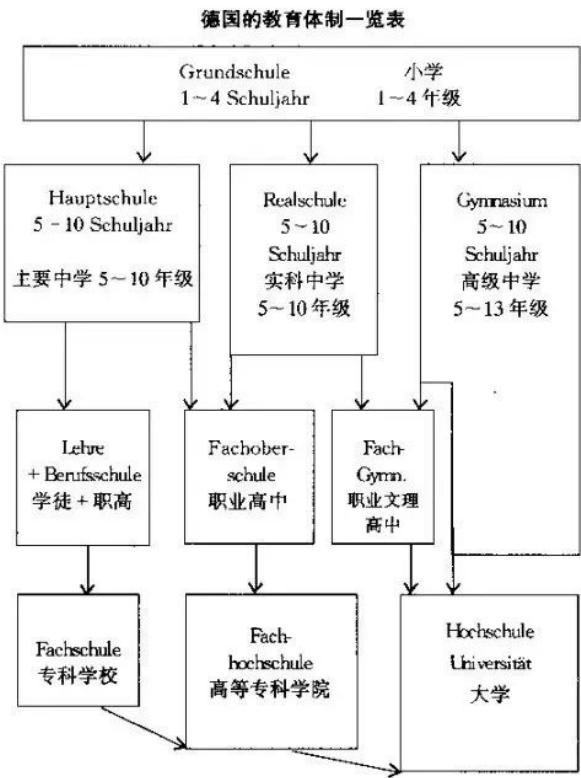 德国的教育体制一览表
Grundschule 小学
1~4 Schuljahr 1~4 年级
Hauptschule
5-10 Schuljahr
主要中学 5~10 年级
Realschule
5~10
Schuljahr
实科中学
5~10 年级
Gymnasium
5~10
Schuljahr
高级中学
5~13 年级
Lehre
+ Berufsschule
学徒 + 职高
Fachober-
schule
职业高中
Fach-
Gymn.
职业文理
高中
Fachschule
专科学校
Fach-
hochschule
高等专科学院
Hochschule
Universität
大学